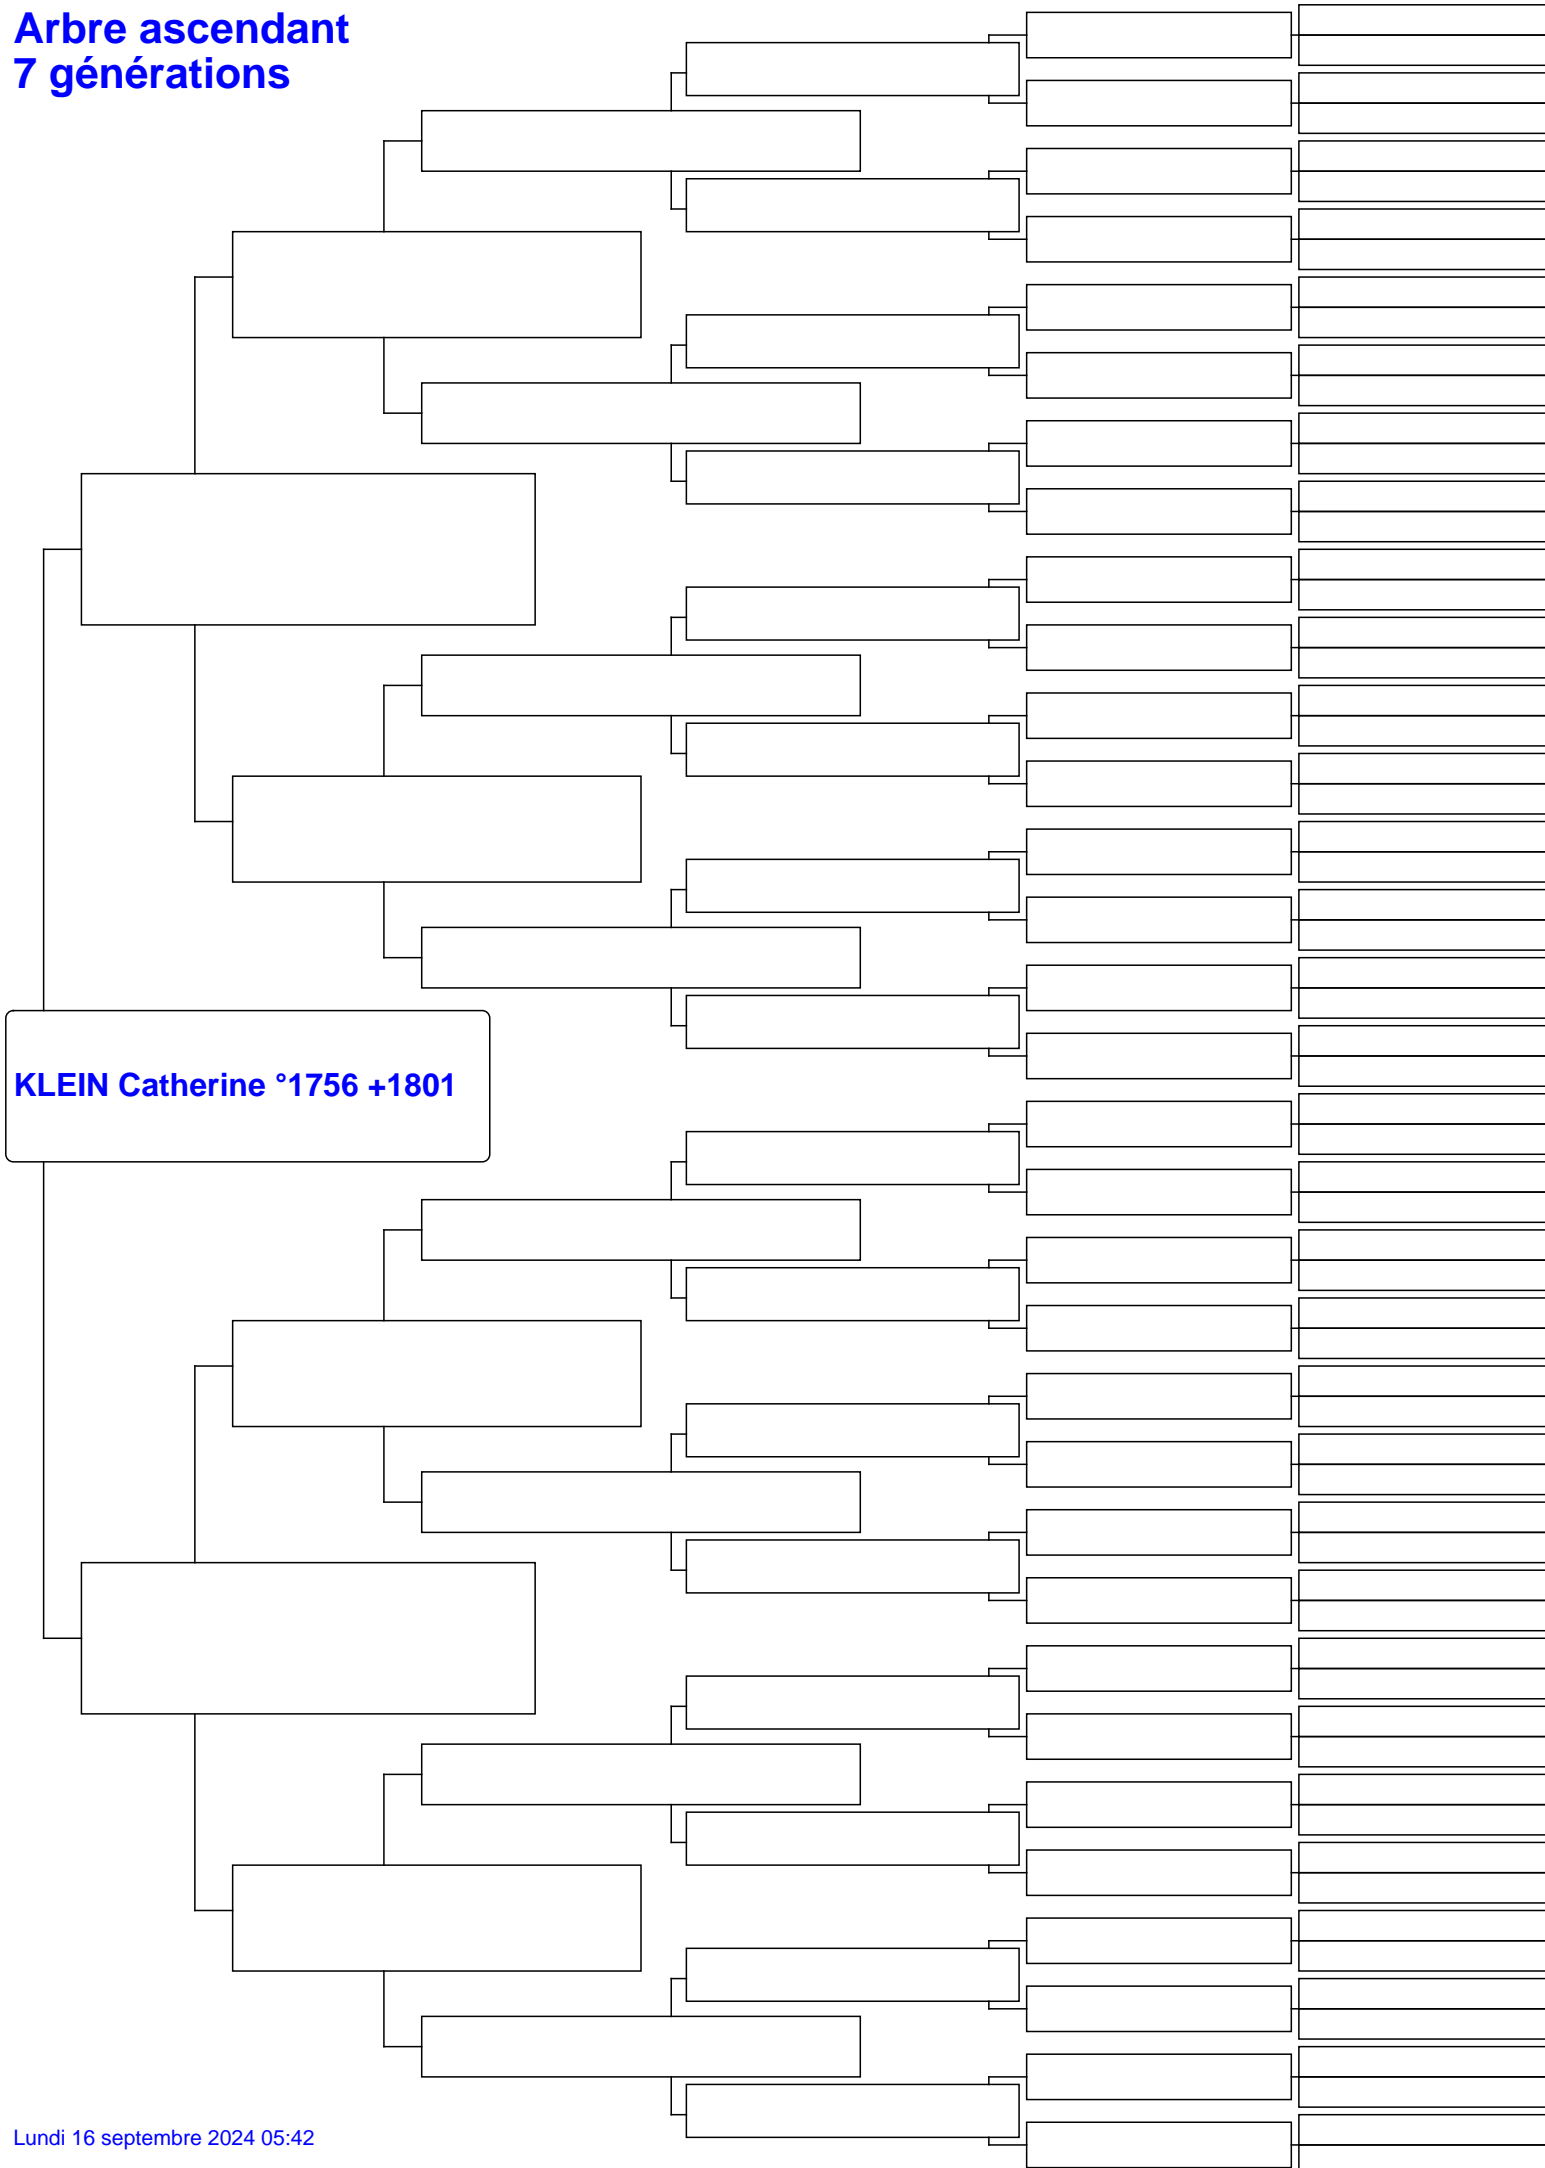 Arbre ascendant
7 générations
KLEIN Catherine °1756 +1801
Lundi 16 septembre 2024 05:42